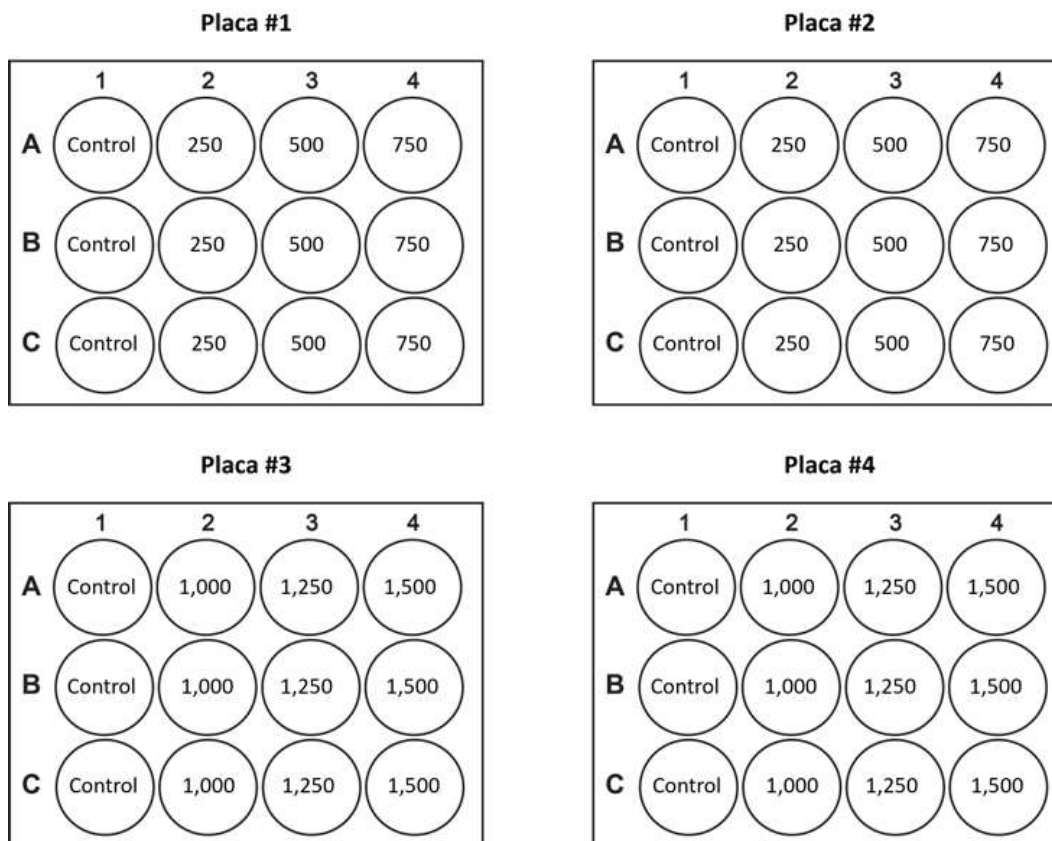 Placa #1
1 2 3 4
A Control 250 500 750
B Control 250 500 750
C Control 250 500 750
Placa #2
1 2 3 4
A Control 250 500 750
B Control 250 500 750
C Control 250 500 750
Placa #3
1 2 3 4
A Control 1,000 1,250 1,500
B Control 1,000 1,250 1,500
C Control 1,000 1,250 1,500
Placa #4
1 2 3 4
A Control 1,000 1,250 1,500
B Control 1,000 1,250 1,500
C Control 1,000 1,250 1,500